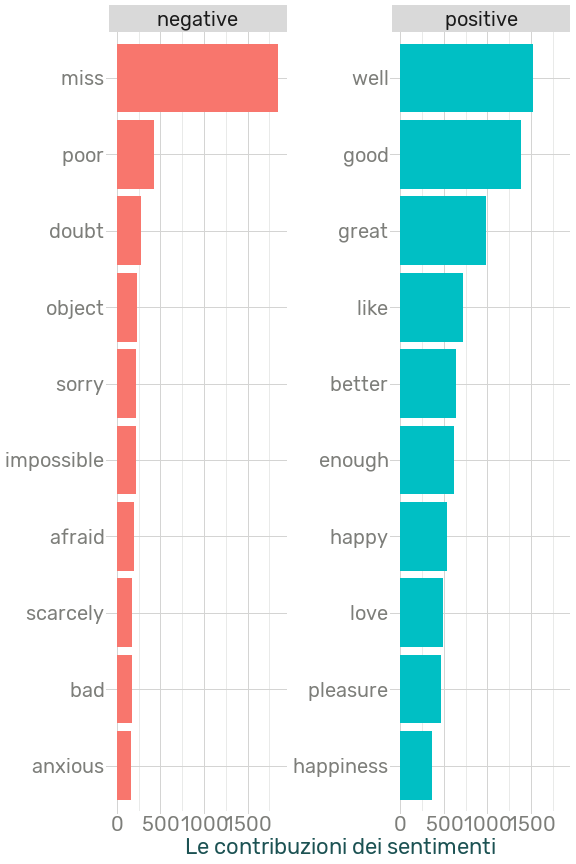 negative
miss
poor
doubt
object
sorry
impossible
afraid
scarcely
bad
anxious
0 500 1000 1500
positive
well
good
great
like
better
enough
happy
love
pleasure
happiness
0 500 1000 1500
Le contribuzioni dei sentimenti